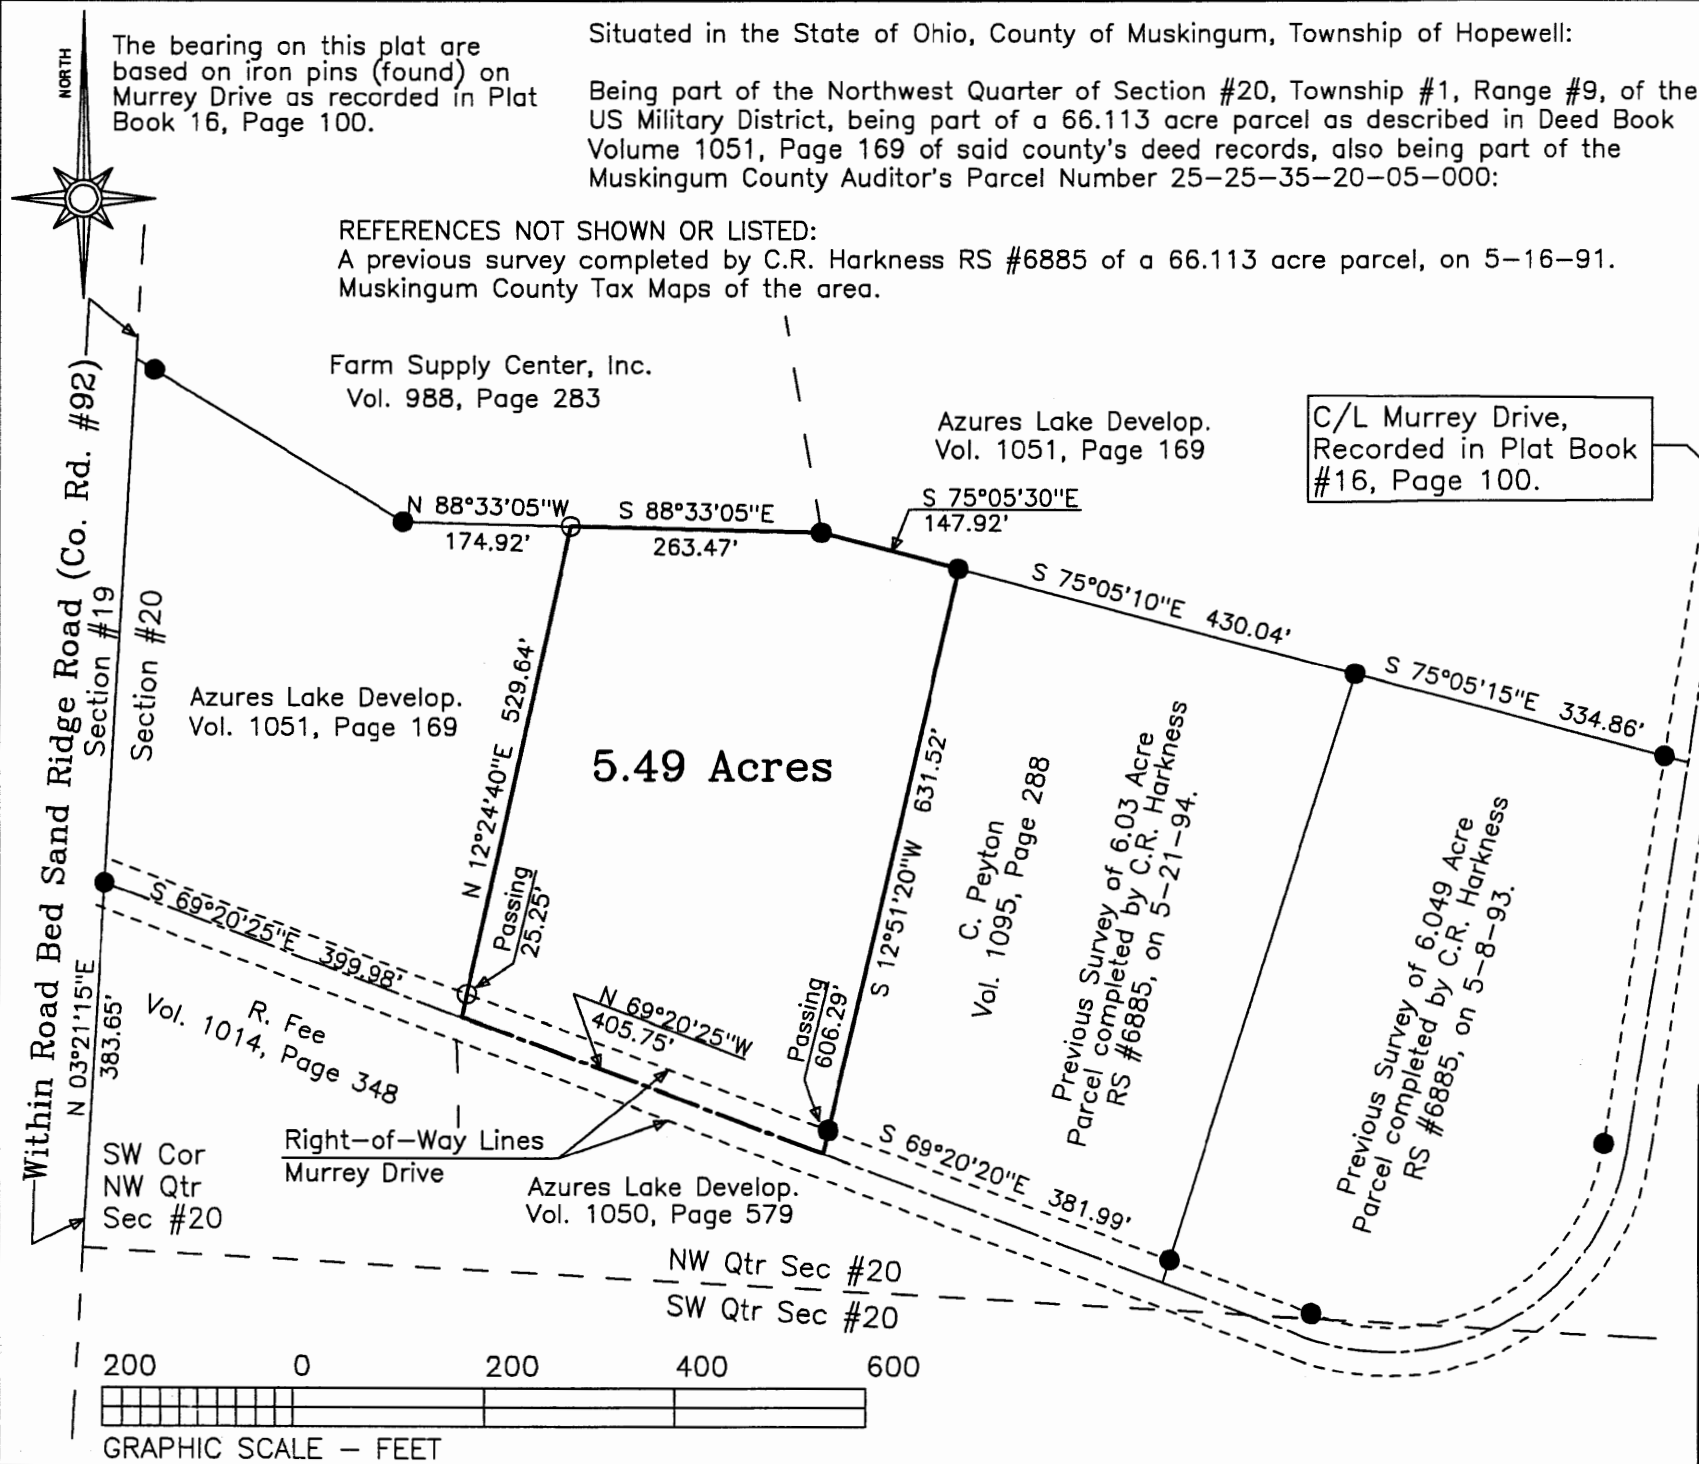 NORTH
The bearing on this plat are
based on iron pins (found) on
Murrey Drive as recorded in Plat
Book 16, Page 100.
Situated in the State of Ohio, County of Muskingum, Township of Hopewell:
Being part of the Northwest Quarter of Section #20, Township #1, Range #9, of the
US Military District, being part of a 66.113 acre parcel as described in Deed Book
Volume 1051, Page 169 of said county's deed records, also being part of the
Muskingum County Auditor's Parcel Number 25-25-35-20-05-000:
REFERENCES NOT SHOWN OR LISTED:
A previous survey completed by C.R. Harkness RS #6885 of a 66.113 acre parcel, on 5-16-91.
Muskingum County Tax Maps of the area.
Farm Supply Center, Inc.
Vol. 988, Page 283
Azures Lake Develop.
Vol. 1051, Page 169
C/L Murrey Drive,
Recorded in Plat Book
#16, Page 100.
N 88°33'05"W
174.92'
S 88°33'05"E
263.47'
S 75°05'30"E
147.92'
S 75°05'10"E 430.04'
S 75°05'15"E 334.86'
Within Road Bed Sand Ridge Road (Co. Rd. #92)
Section #19
Section #20
Azures Lake Develop.
Vol. 1051, Page 169
N 12°24'40"E 529.64'
5.49 Acres
S 12°51'20"W 631.52'
C. Peyton
Vol. 1095, Page 288
Previous Survey of 6.03 Acre
Parcel completed by C.R. Harkness
RS #6885, on 5-21-94.
Previous Survey of 6.049 Acre
Parcel completed by C.R. Harkness
RS #6885, on 5-8-93.
Passing
25.25'
S 69°20'25"E 399.98'
N 69°20'25"W
405.75'
Passing
606.29'
N 03°21'15"E
383.65'
R. Fee
Vol. 1014, Page 348
S 69°20'20"E 381.99'
Right-of-Way Lines
Murrey Drive
SW Cor
NW Qtr
Sec #20
Azures Lake Develop.
Vol. 1050, Page 579
NW Qtr Sec #20
SW Qtr Sec #20
200 0 200 400 600
GRAPHIC SCALE - FEET